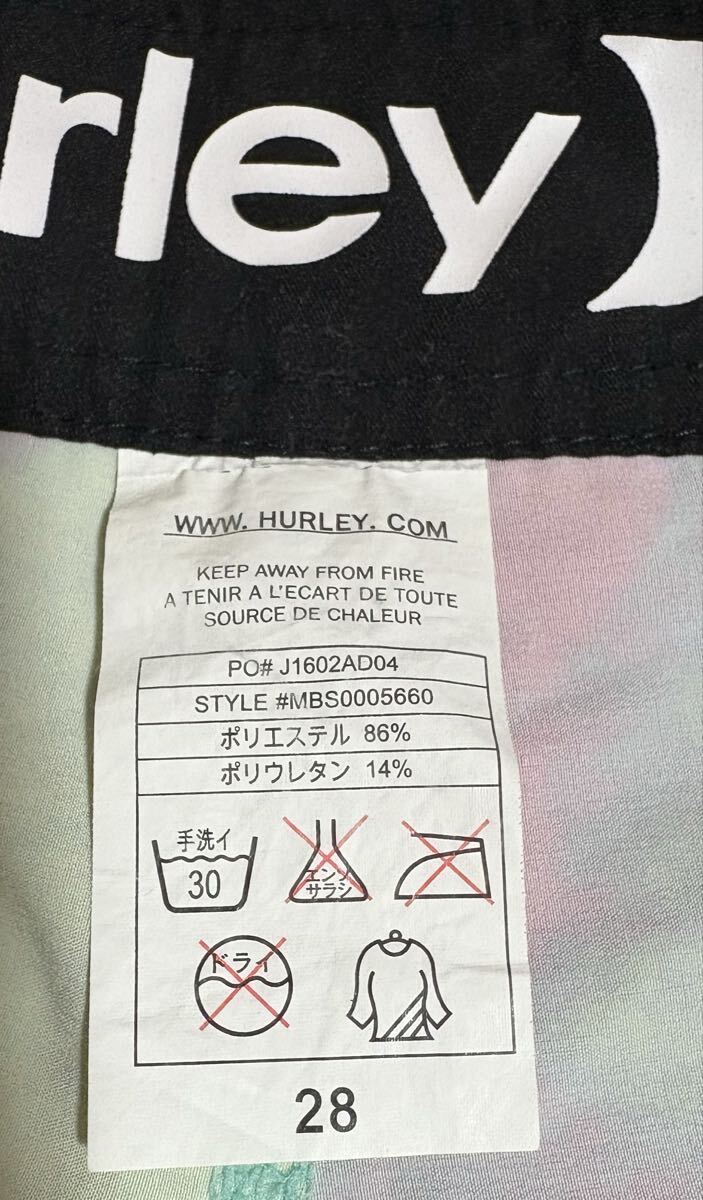 rley
WWW. HURLEY. COM
KEEP AWAY FROM FIRE
A TENIR A L'ECART DE TOUTE
SOURCE DE CHALEUR
PO# J1602AD04
STYLE #MBS0005660
ポリエステル 86%
ポリウレタン 14%
手洗イ
30
エンソ
サラシ
ドライ
28